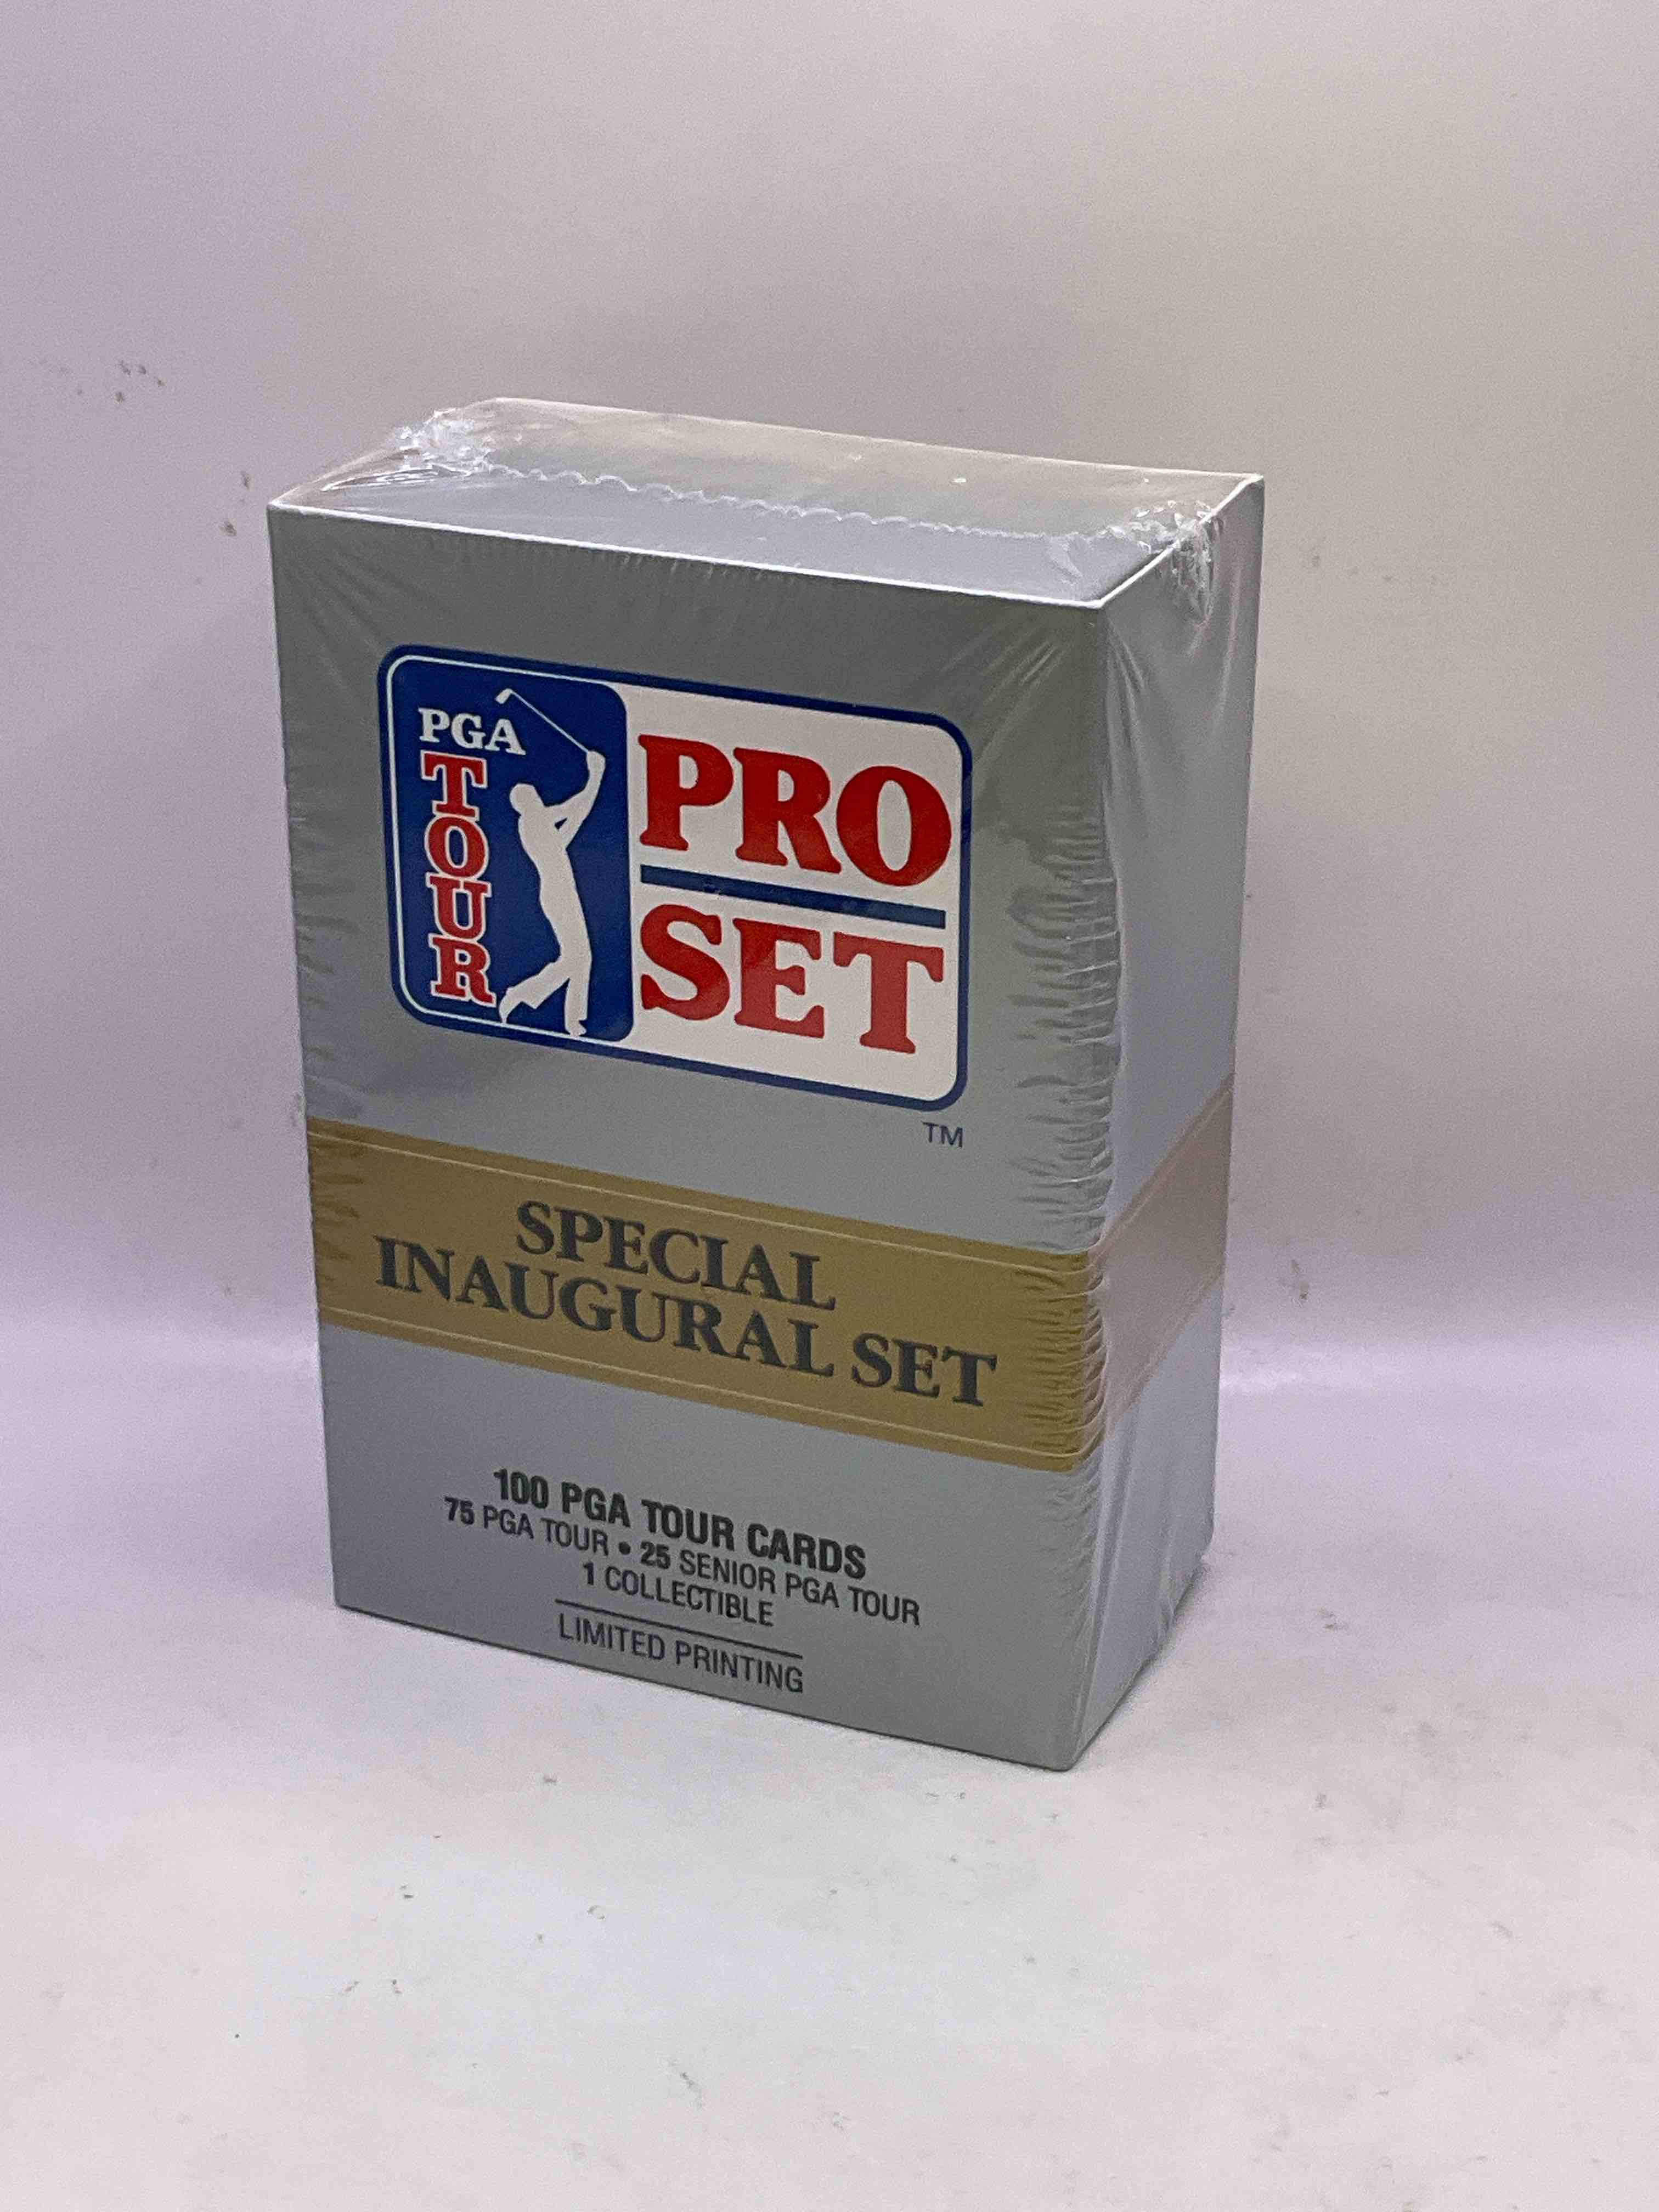 PGA
TOUR
PRO
SET
TM
SPECIAL
INAUGURAL SET
100 PGA TOUR CARDS
75 PGA TOUR • 25 SENIOR PGA TOUR
1 COLLECTIBLE
LIMITED PRINTING